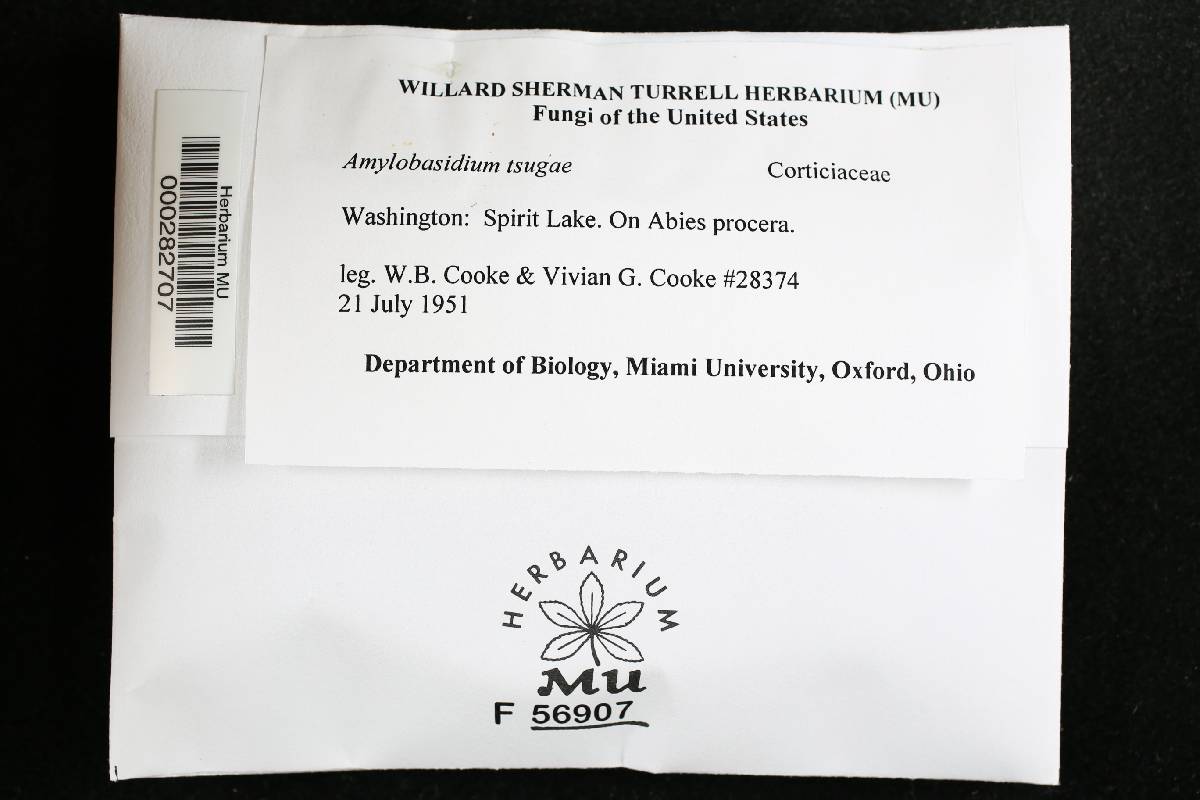 WILLARD SHERMAN TURRELL HERBARIUM (MU)
Fungi of the United States
Amylobasidium tsugae Corticiaceae
Washington: Spirit Lake. On Abies procera.
leg. W.B. Cooke & Vivian G. Cooke #28374
21 July 1951
Department of Biology, Miami University, Oxford, Ohio
Herbarium MU
000282707
HERBARIUM
MU
F 56907